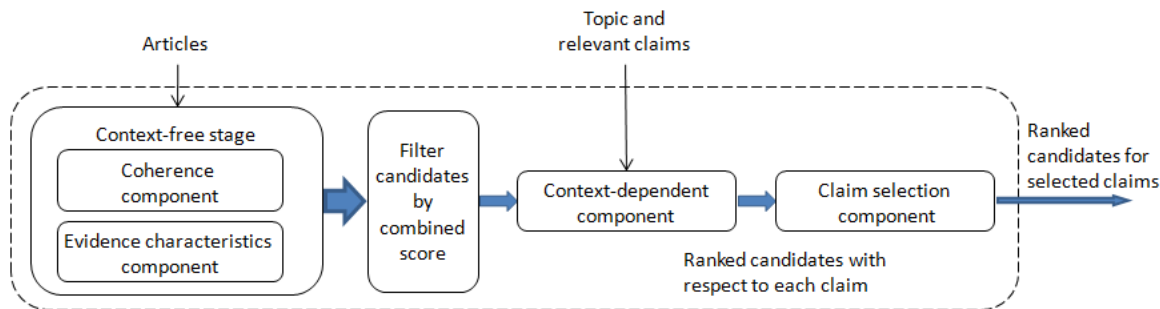 Articles
Topic and
relevant claims
Context-free stage
Coherence
component
Evidence characteristics
component
Filter
candidates
by
combined
score
Context-dependent
component
Claim selection
component
Ranked candidates with
respect to each claim
Ranked
candidates for
selected claims